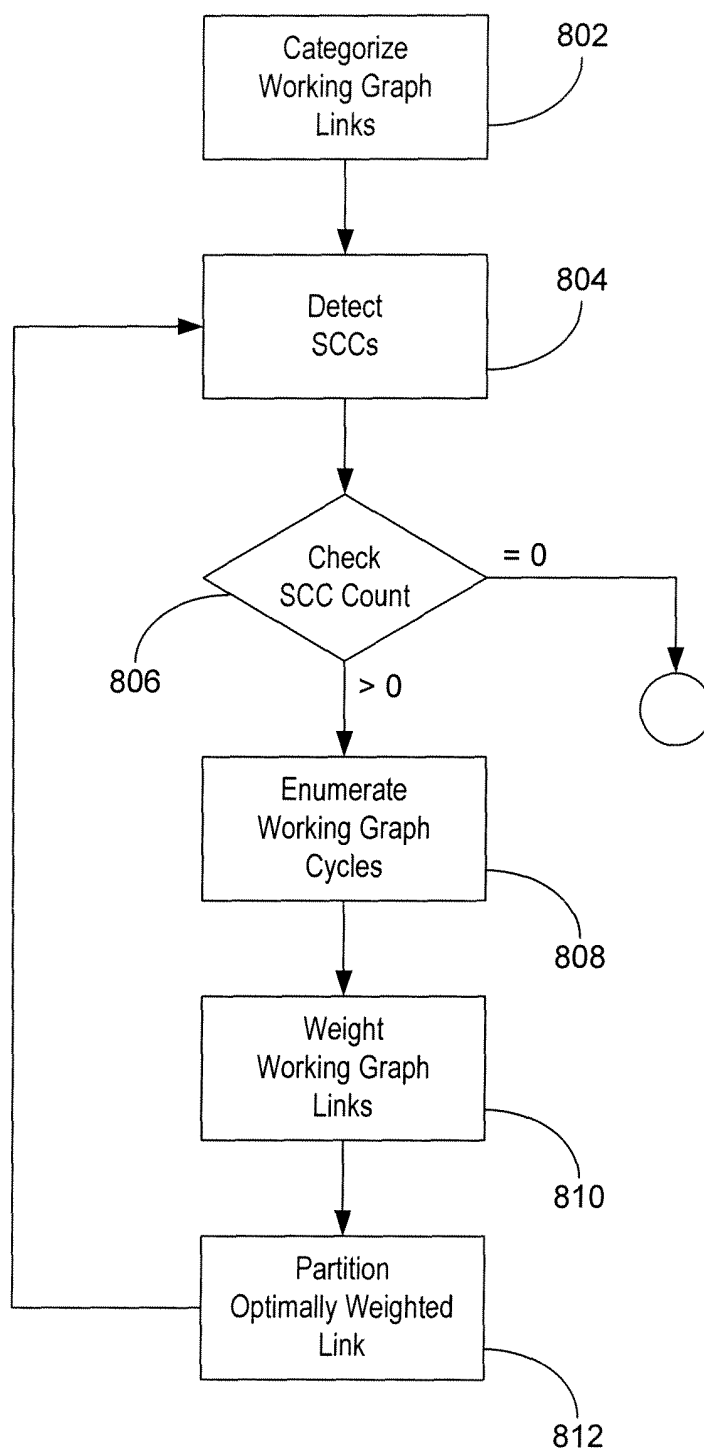 Categorize
Working Graph
Links
802
Detect
SCCs
804
Check
SCC Count
= 0
806
> 0
Enumerate
Working Graph
Cycles
808
Weight
Working Graph
Links
810
Partition
Optimally Weighted
Link
812